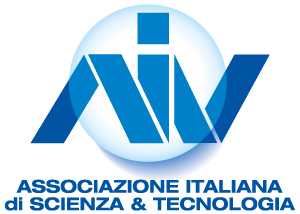 AIV
ASSOCIAZIONE ITALIANA
di SCIENZA & TECNOLOGIA